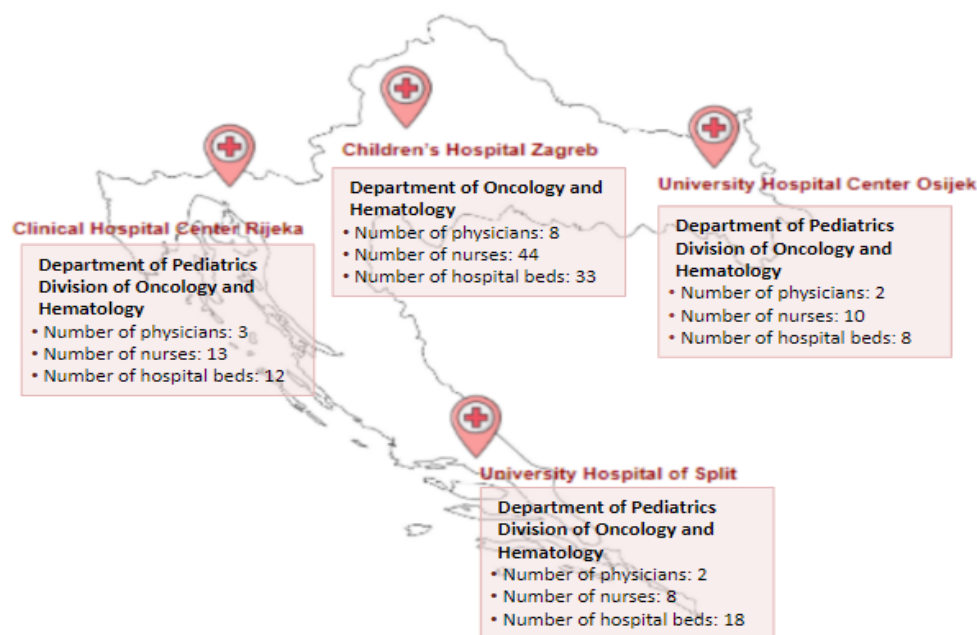 Children's Hospital Zagreb
Department of Oncology and
Hematology
• Number of physicians: 8
• Number of nurses: 44
• Number of hospital beds: 33
University Hospital Center Osijek
Department of Pediatrics
Division of Oncology and
Hematology
• Number of physicians: 2
• Number of nurses: 10
• Number of hospital beds: 8
Clinical Hospital Center Rijeka
Department of Pediatrics
Division of Oncology and
Hematology
• Number of physicians: 3
• Number of nurses: 13
• Number of hospital beds: 12
University Hospital of Split
Department of Pediatrics
Division of Oncology and
Hematology
• Number of physicians: 2
• Number of nurses: 8
• Number of hospital beds: 18